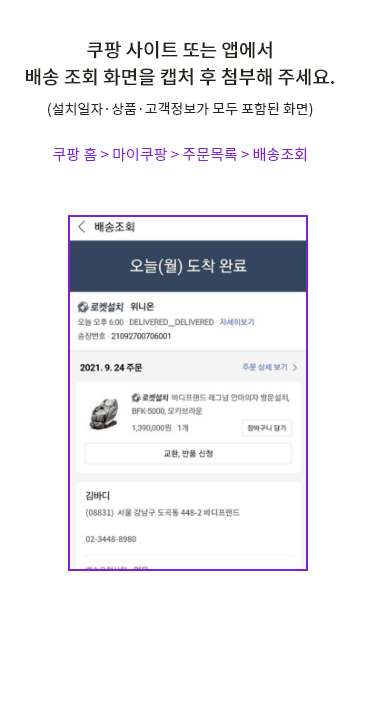 쿠팡 사이트 또는 앱에서
배송 조회 화면을 캡처 후 첨부해 주세요.
(설치일자·상품·고객정보가 모두 포함된 화면)
쿠팡 홈 > 마이쿠팡 > 주문목록 > 배송조회
배송조회
오늘(월) 도착 완료
로켓설치 · 위니온
오늘 오후 6:00 · DELIVERED__DELIVERED · 자세히보기
송장번호 · 21092700706001
2021. 9. 24 주문
주문 상세 보기 >
로켓설치 바디프랜드 레그넘 안마의자 방문설치,
BFK-5000, 모카브라운
1,390,000원 · 1개
장바구니 담기
교환, 반품 신청
김바디
(08831) 서울 강남구 도곡동 448-2 바디프랜드
02-3448-8980